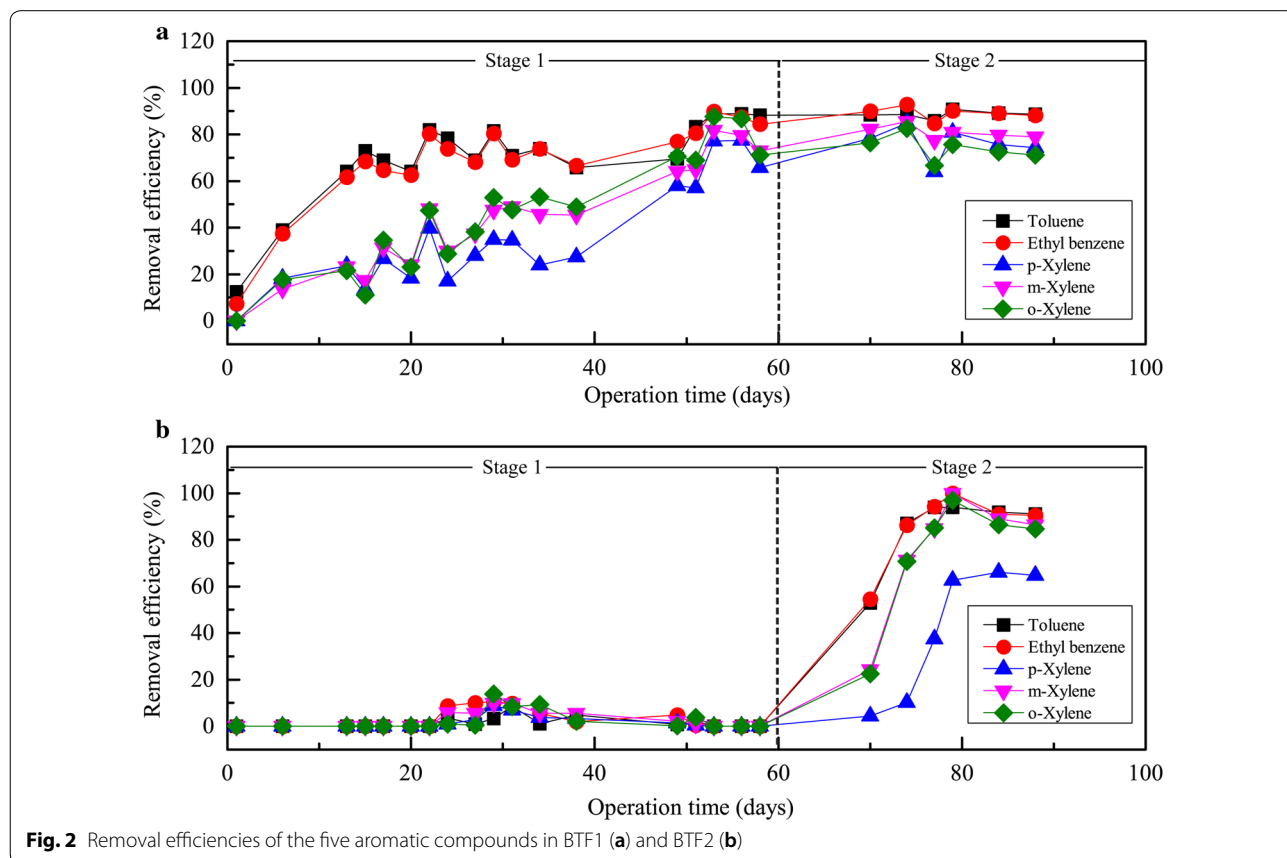 a
120
100
80
60
40
20
0
Removal efficiency (%)
Stage 1
Stage 2
Toluene
Ethyl benzene
p-Xylene
m-Xylene
o-Xylene
0 20 40 60 80 100
Operation time (days)
b
120
100
80
60
40
20
0
Removal efficiency (%)
Stage 1
Stage 2
Toluene
Ethyl benzene
p-Xylene
m-Xylene
o-Xylene
0 20 40 60 80 100
Operation time (days)
Fig. 2 Removal efficiencies of the five aromatic compounds in BTF1 (a) and BTF2 (b)